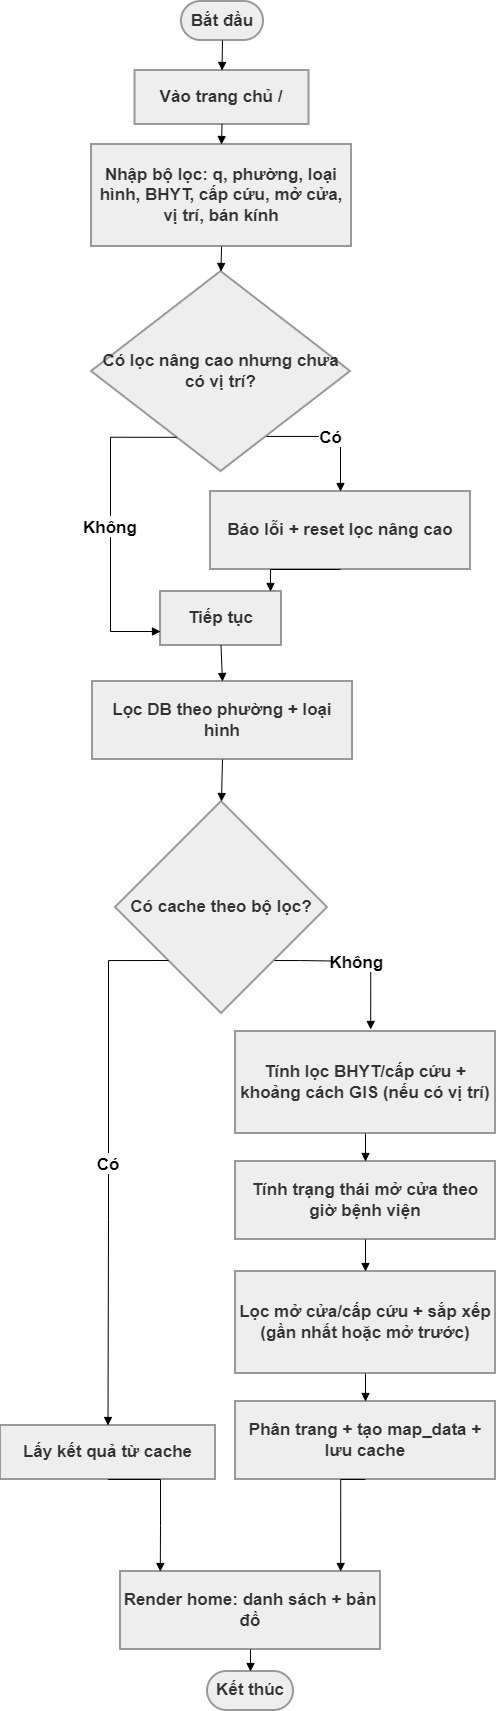 Bắt đầu
Vào trang chủ /
Nhập bộ lọc: q, phường, loại
hình, BHYT, cấp cứu, mở cửa,
vị trí, bán kính
Có lọc nâng cao nhưng chưa
có vị trí?
Có
Không
Báo lỗi + reset lọc nâng cao
Tiếp tục
Lọc DB theo phường + loại
hình
Có cache theo bộ lọc?
Không
Tính lọc BHYT/cấp cứu +
khoảng cách GIS (nếu có vị trí)
Có
Tính trạng thái mở cửa theo
giờ bệnh viện
Lọc mở cửa/cấp cứu + sắp xếp
(gần nhất hoặc mở trước)
Phân trang + tạo map_data +
lưu cache
Lấy kết quả từ cache
Render home: danh sách + bản
đồ
Kết thúc